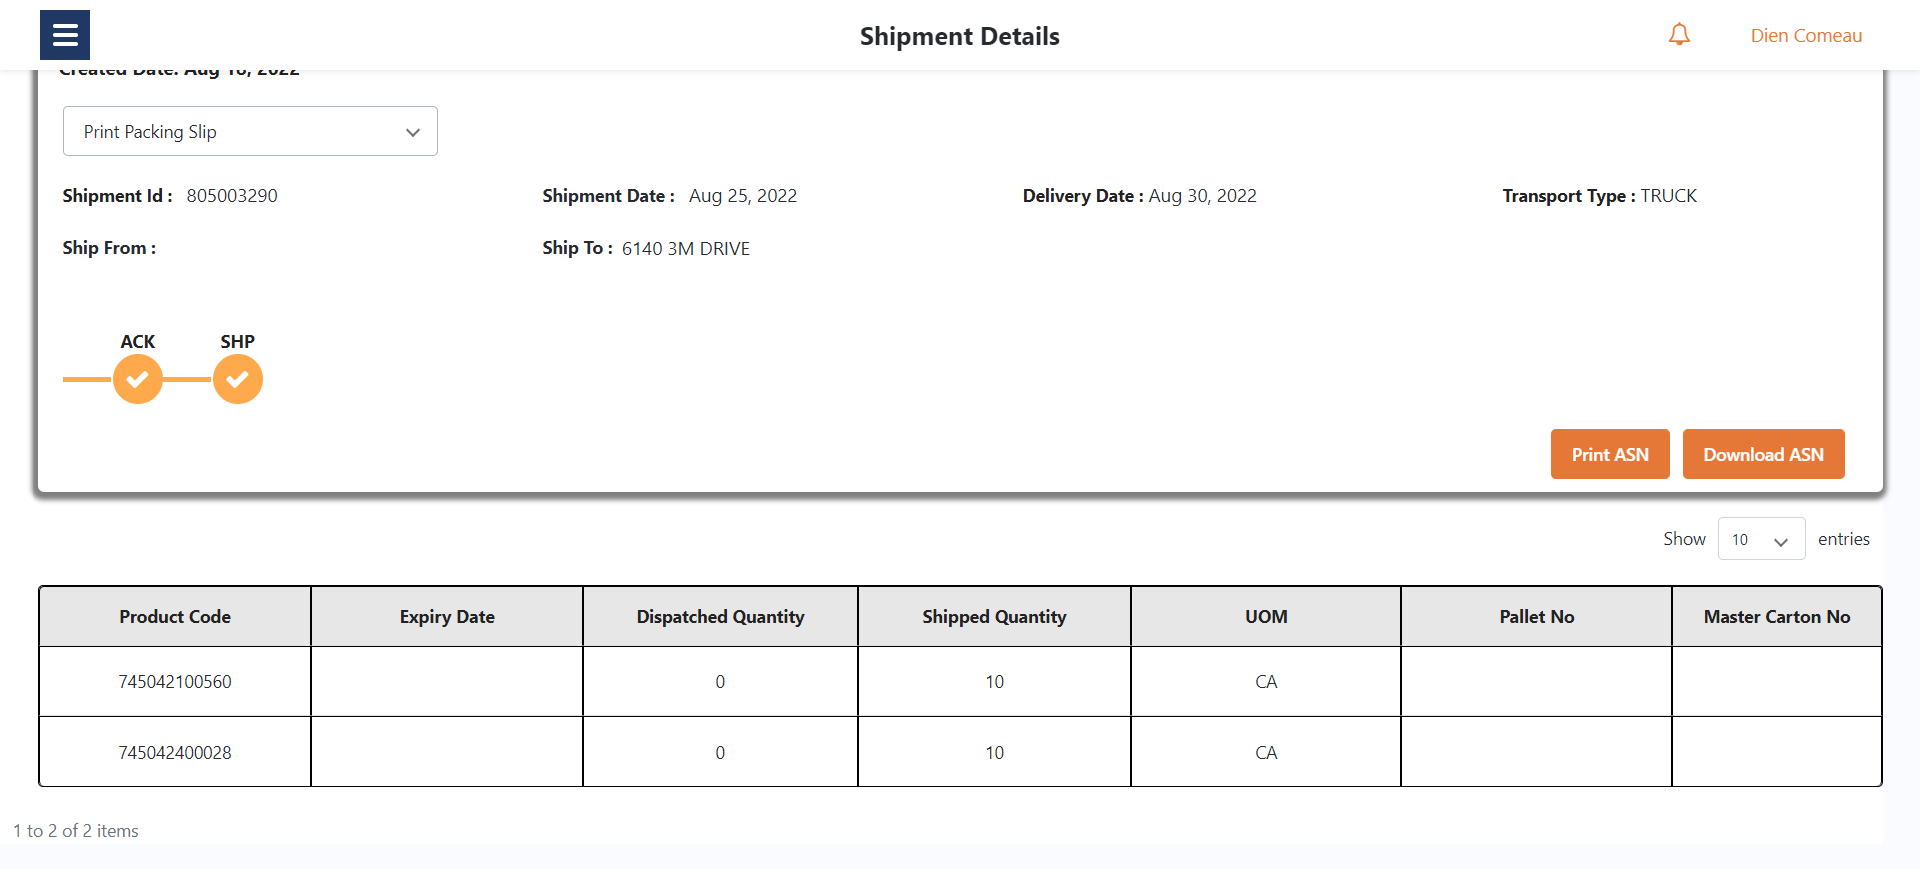 Shipment Details
Dien Comeau
Created Date: Aug 18, 2022
Print Packing Slip
Shipment Id : 805003290
Shipment Date : Aug 25, 2022
Delivery Date : Aug 30, 2022
Transport Type : TRUCK
Ship From :
Ship To : 6140 3M DRIVE
ACK SHP
Print ASN Download ASN
Show 10 entries
Product Code Expiry Date Dispatched Quantity Shipped Quantity UOM Pallet No Master Carton No
745042100560 0 10 CA
745042400028 0 10 CA
1 to 2 of 2 items